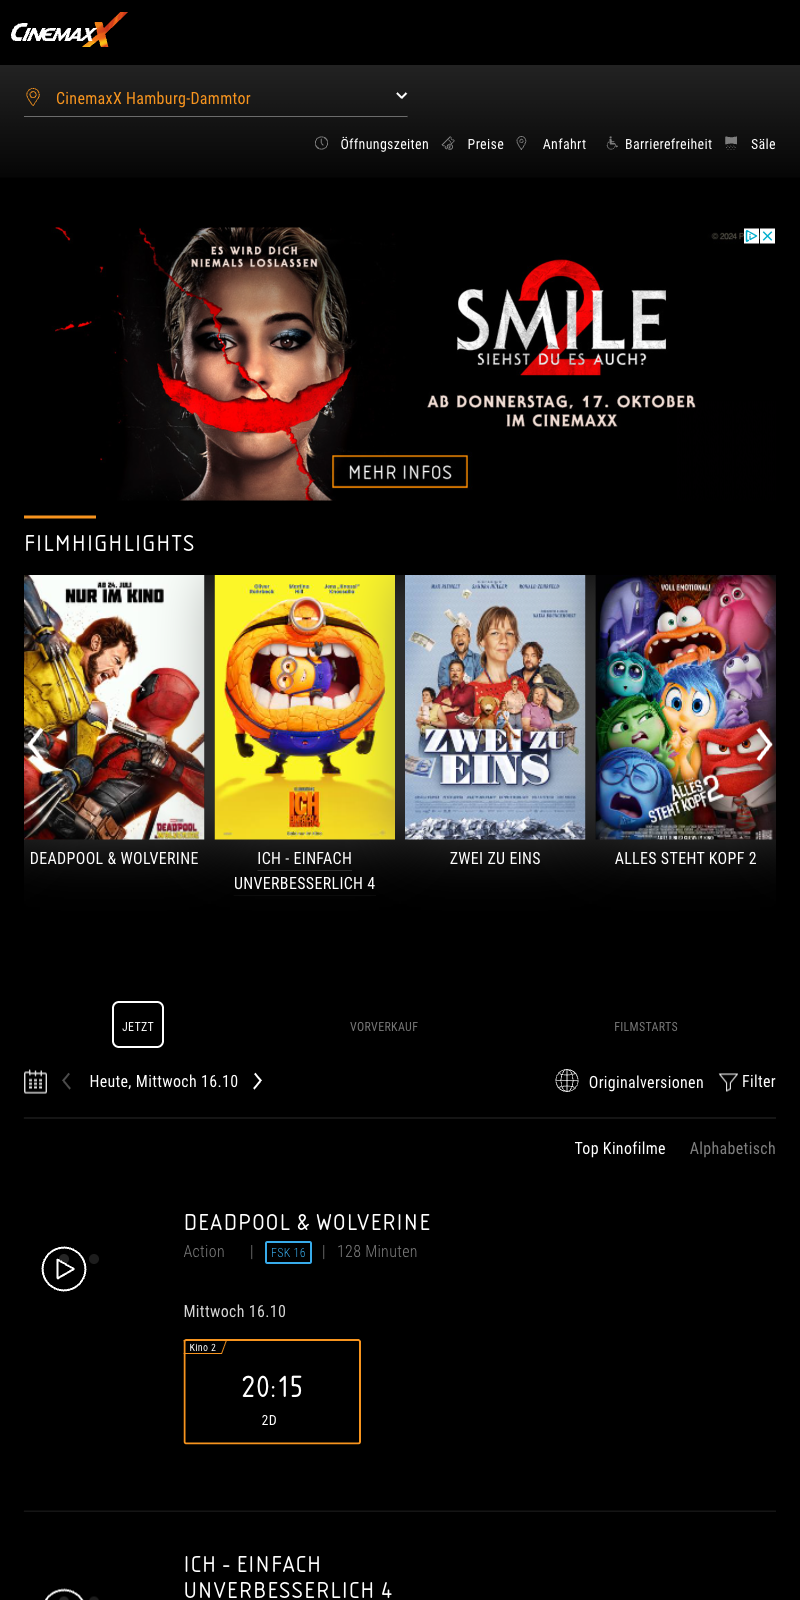 CINEMAXX
CinemaxX Hamburg-Dammtor
Öffnungszeiten Preise Anfahrt Barrierefreiheit Säle
© 2024
ES WIRD DICH
NIEMALS LOSLASSEN
SMILE 2
SIEHST DU ES AUCH?
AB DONNERSTAG, 17. OKTOBER
IM CINEMAXX
MEHR INFOS
FILMHIGHLIGHTS
AB 24. JULI
NUR IM KINO
DEADPOOL
ICH
ZWEI ZU
EINS
VOLL EMOTIONAL!
ALLES
STEHT KOPF 2
DEADPOOL & WOLVERINE
ICH - EINFACH
UNVERBESSERLICH 4
ZWEI ZU EINS
ALLES STEHT KOPF 2
JETZT VORVERKAUF FILMSTARTS
Heute, Mittwoch 16.10 Originalversionen Filter
Top Kinofilme Alphabetisch
DEADPOOL & WOLVERINE
Action | FSK 16 | 128 Minuten
Mittwoch 16.10
Kino 2
20:15
2D
ICH - EINFACH
UNVERBESSERLICH 4